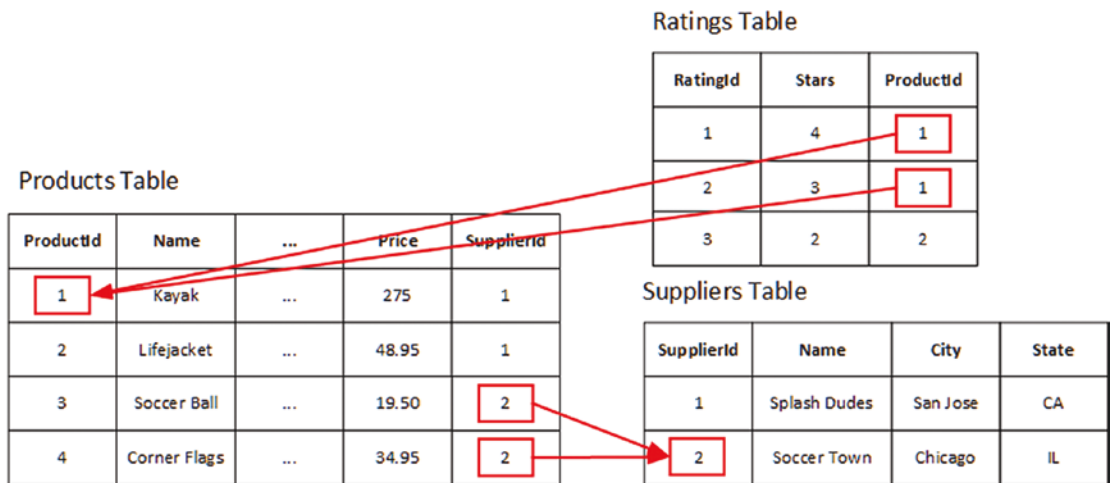 Ratings Table
RatingId Stars ProductId
1 4 1
2 3 1
3 2 2
Products Table
ProductId Name ... Price SupplierId
1 Kayak ... 275 1
2 Lifejacket ... 48.95 1
3 Soccer Ball ... 19.50 2
4 Corner Flags ... 34.95 2
Suppliers Table
SupplierId Name City State
1 Splash Dudes San Jose CA
2 Soccer Town Chicago IL